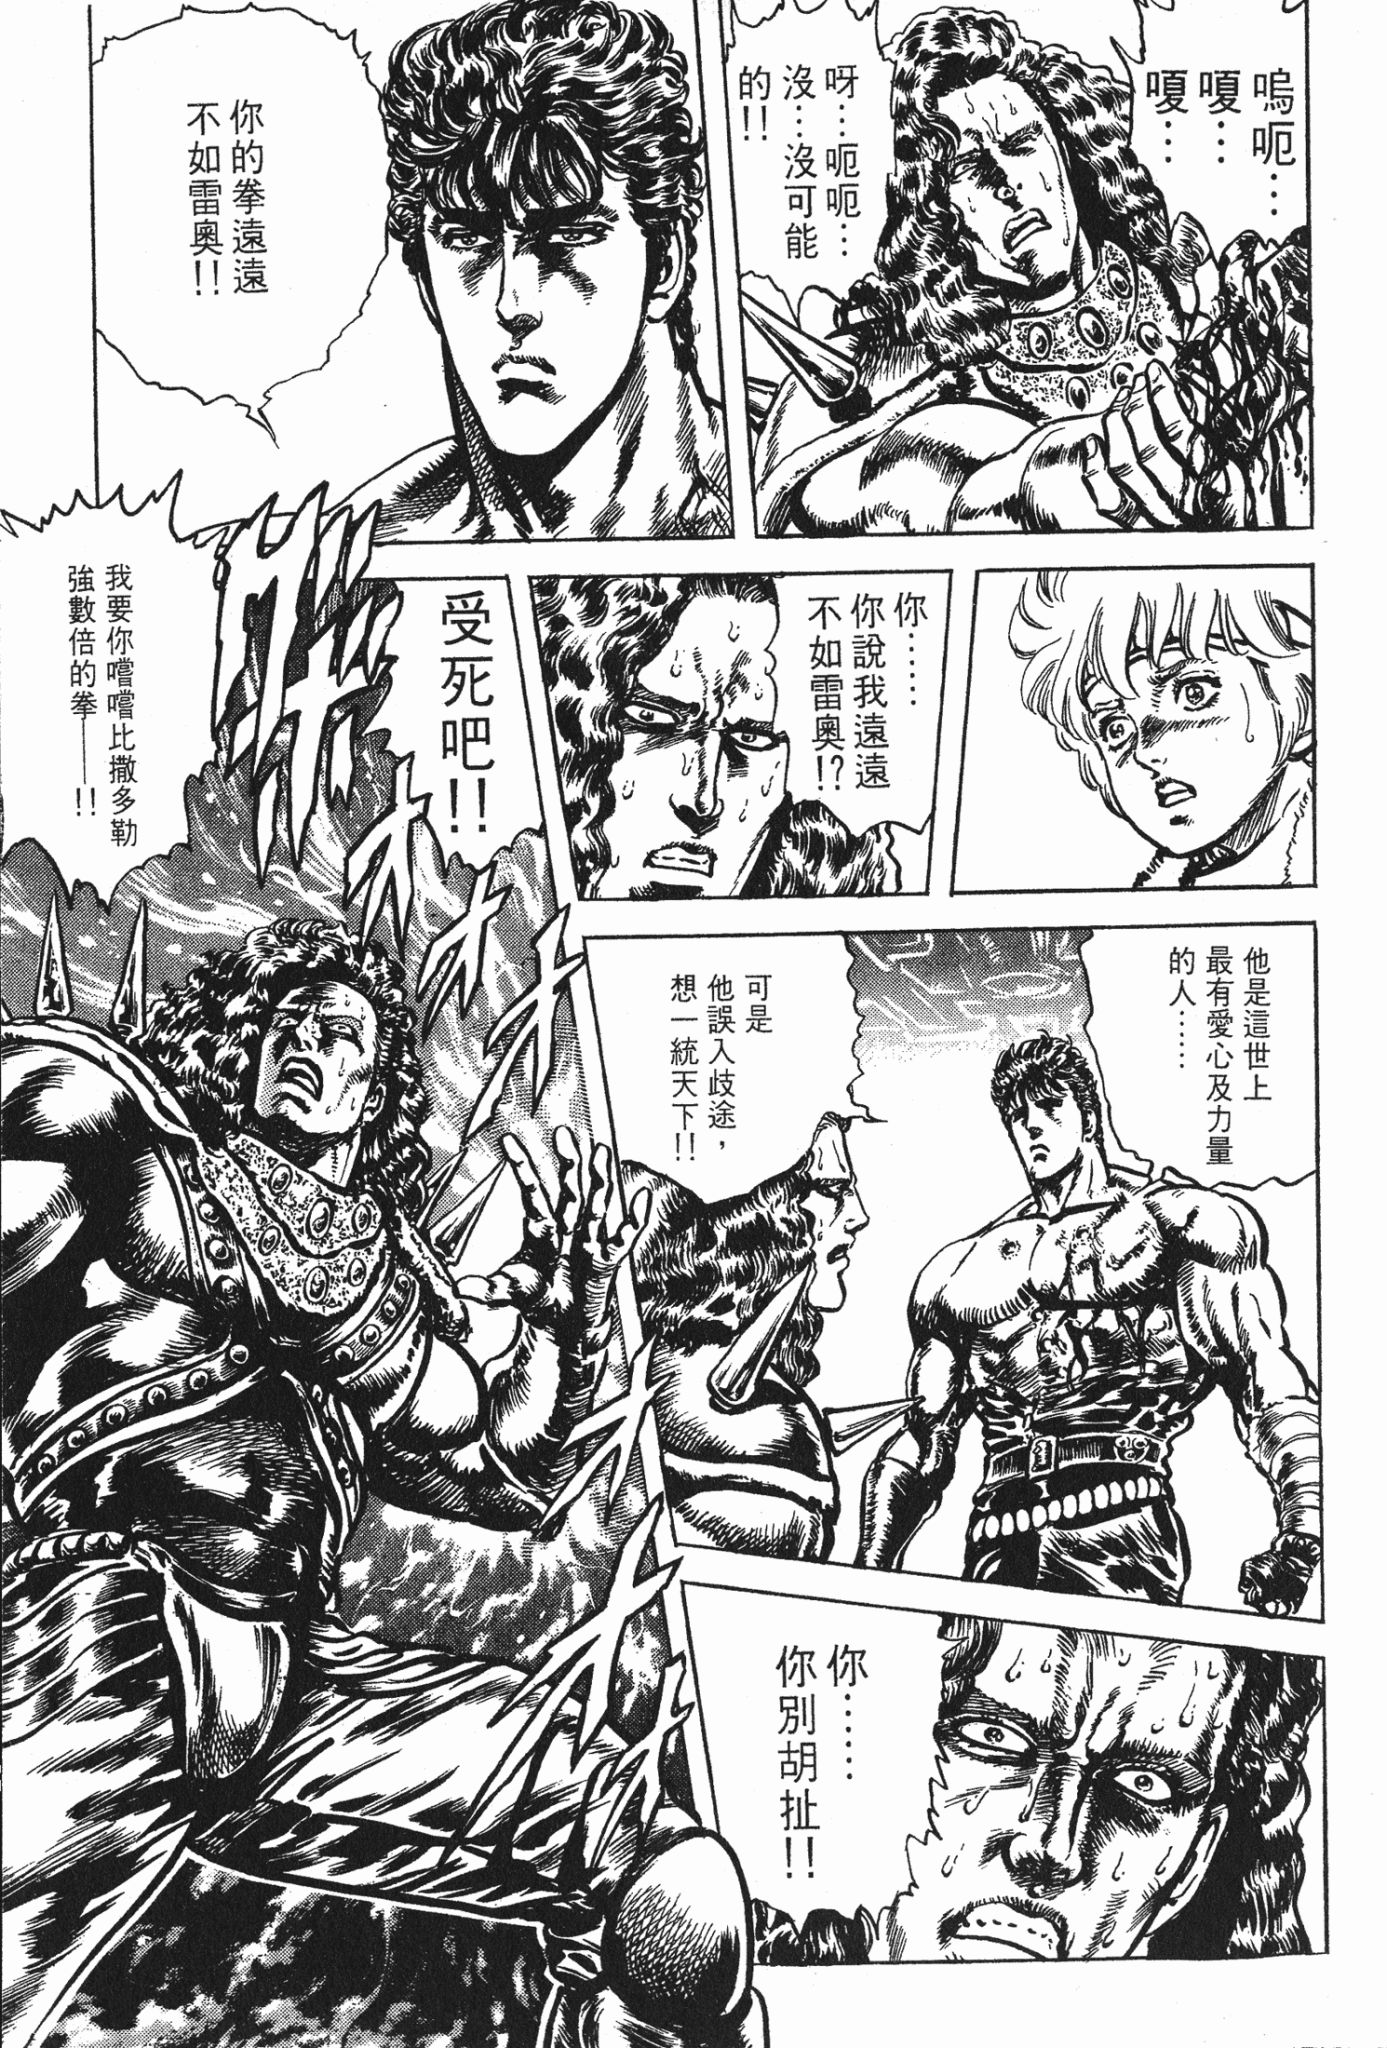 嗚呃…
嗄…
嗄…
呀…呃呃…
沒…沒可能
的!!
你的拳遠遠
不如雷奧!!
你……
你說我遠遠
不如雷奧!?
他是這世上
最有愛心及力量
的人……
可是
他誤入歧途，
想一統天下!!
你……
你別胡扯!!
受死吧!!
我要你嚐嚐比撒多勒
強數倍的拳——!!